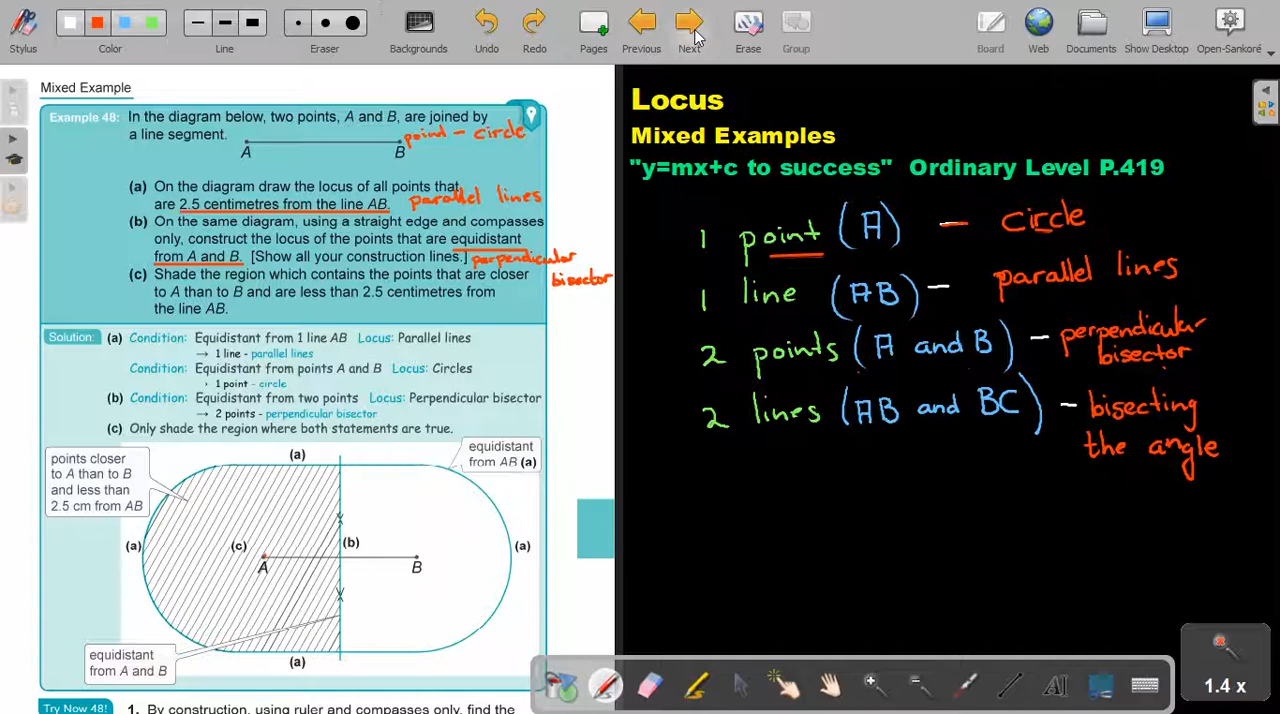 Stylus
Color
Line
Eraser
Backgrounds
Undo
Redo
Pages
Previous
Next
Erase
Group
Board
Web
Documents
Show Desktop
Open-Sankoré
Mixed Example
Example 48: In the diagram below, two points, A and B, are joined by
a line segment.
point - circle
A
B
(a) On the diagram draw the locus of all points that
are 2.5 centimetres from the line AB.
parallel lines
(b) On the same diagram, using a straight edge and compasses
only, construct the locus of the points that are equidistant
from A and B. [Show all your construction lines.]
perpendicular
bisector
(c) Shade the region which contains the points that are closer
to A than to B and are less than 2.5 centimetres from
the line AB.
Solution: (a) Condition: Equidistant from 1 line AB Locus: Parallel lines
→ 1 line - parallel lines
Condition: Equidistant from points A and B Locus: Circles
→ 1 point - circle
(b) Condition: Equidistant from two points Locus: Perpendicular bisector
→ 2 points - perpendicular bisector
(c) Only shade the region where both statements are true.
points closer
to A than to B
and less than
2.5 cm from AB
(a)
equidistant
from AB (a)
(a)
(c)
(b)
(a)
A
B
equidistant
from A and B
(a)
Try Now 48! 1. By construction, using ruler and compasses only, find the
Locus
Mixed Examples
"y=mx+c to success" Ordinary Level P.419
1 point (A) - circle
1 line (AB) - parallel lines
2 points (A and B) - perpendicular
bisector
2 lines (AB and BC) - bisecting
the angle
1.4 x